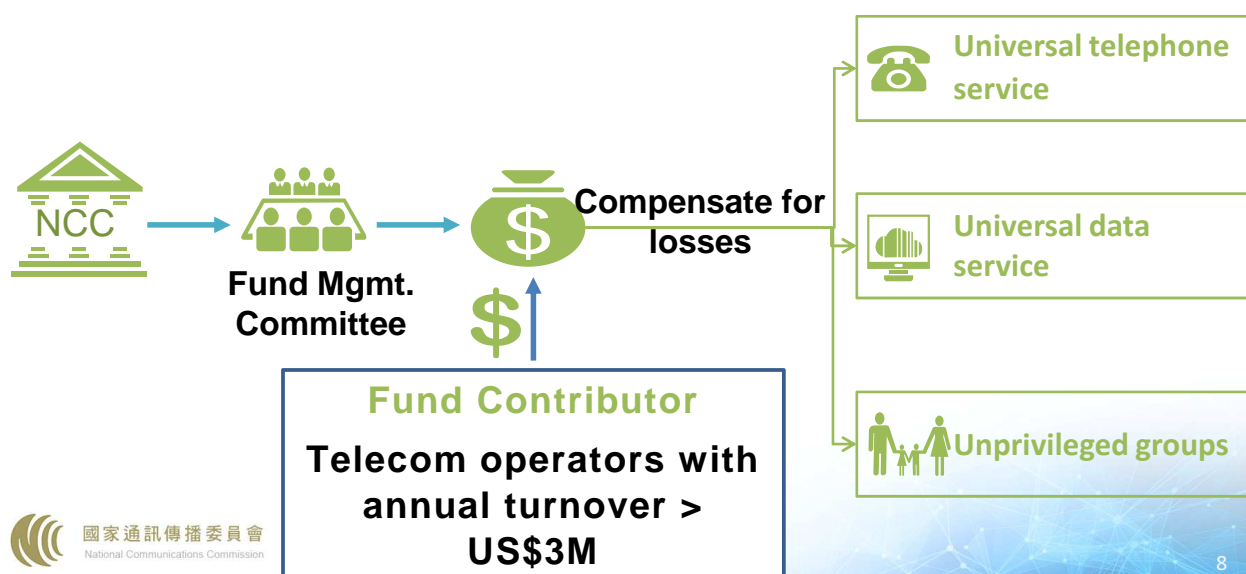 NCC
Fund Mgmt.
Committee
$
Compensate for
losses
$
Fund Contributor
Telecom operators with
annual turnover >
US$3M
Universal telephone
service
Universal data
service
Unprivileged groups
國家通訊傳播委員會
National Communications Commission
8